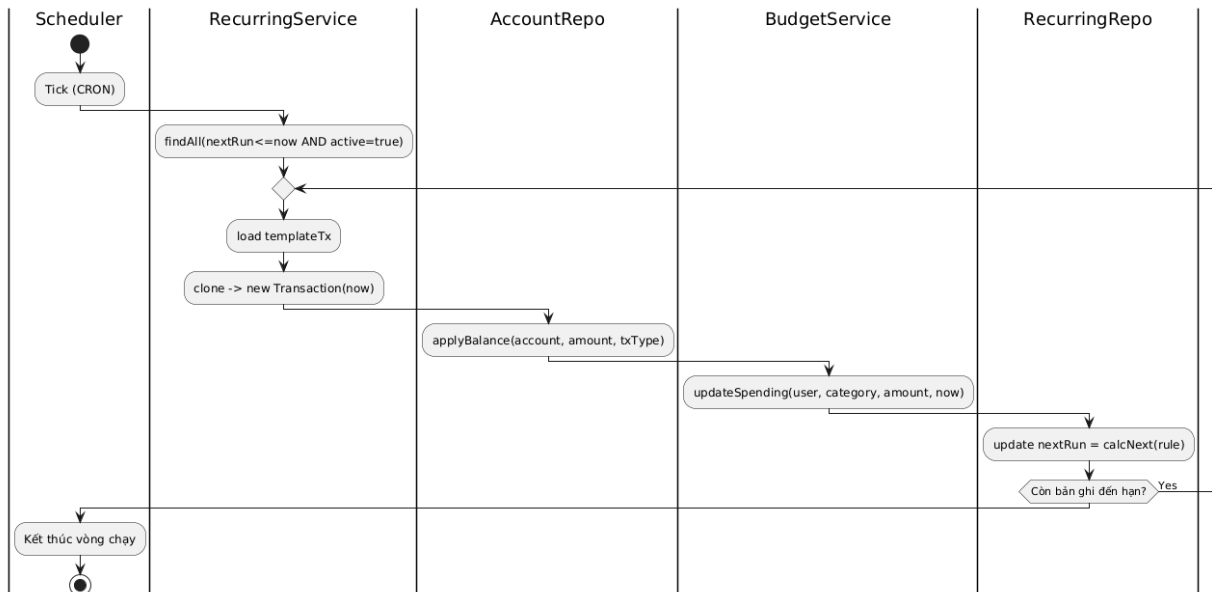 Scheduler
RecurringService
AccountRepo
BudgetService
RecurringRepo
Tick (CRON)
findAll(nextRun<=now AND active=true)
load templateTx
clone -> new Transaction(now)
applyBalance(account, amount, txType)
updateSpending(user, category, amount, now)
update nextRun = calcNext(rule)
Còn bản ghi đến hạn?
Yes
Kết thúc vòng chạy